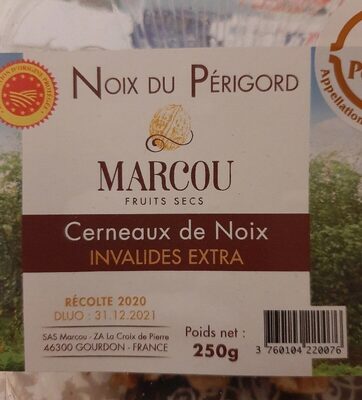 NOIX DU PÉRIGORD
MARCOU
FRUITS SECS
Cerneaux de Noix
INVALIDES EXTRA
RÉCOLTE 2020
DLUO : 31.12.2021
SAS Marcou - ZA La Croix de Pierre
46300 GOURDON - FRANCE
Poids net :
250g
3 760104 220076